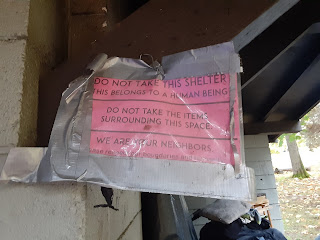 DO NOT TAKE THIS SHELTER
THIS BELONGS TO A HUMAN BEING
DO NOT TAKE THE ITEMS
SURROUNDING THIS SPACE.
WE ARE YOUR NEIGHBORS.